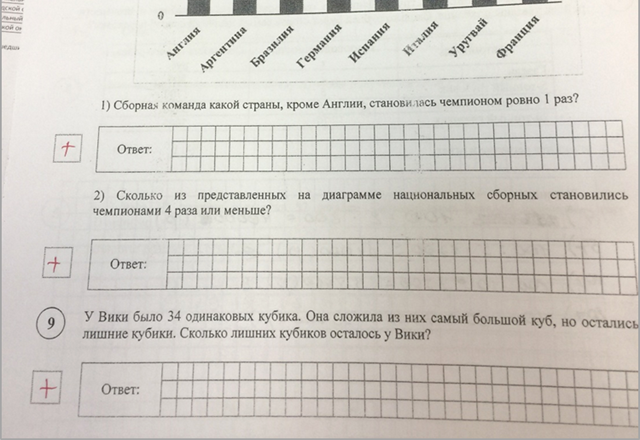 0
Англия Аргентина Бразилия Германия Испания Италия Уругвай Франция
1) Сборная команда какой страны, кроме Англии, становилась чемпионом ровно 1 раз?
+
Ответ:
2) Сколько из представленных на диаграмме национальных сборных становились
чемпионами 4 раза или меньше?
+
Ответ:
9
У Вики было 34 одинаковых кубика. Она сложила из них самый большой куб, но остались
лишние кубики. Сколько лишних кубиков осталось у Вики?
+
Ответ: